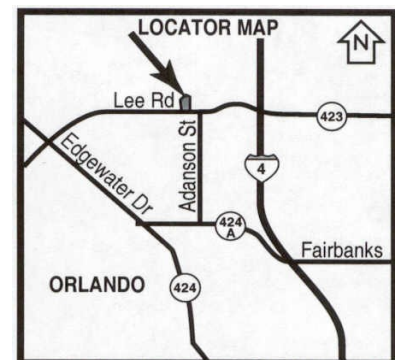 LOCATOR MAP
N
Lee Rd
423
Edgewater Dr
Adanson St
4
424
A
Fairbanks
ORLANDO
424